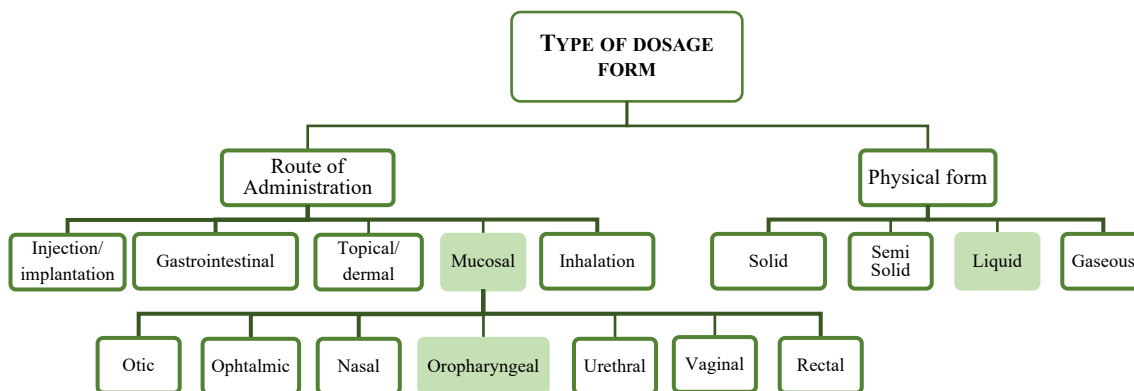 TYPE OF DOSAGE
FORM
Route of
Administration
Physical form
Injection/
implantation
Gastrointestinal
Topical/
dermal
Mucosal
Inhalation
Solid
Semi
Solid
Liquid
Gaseous
Otic
Ophtalmic
Nasal
Oropharyngeal
Urethral
Vaginal
Rectal